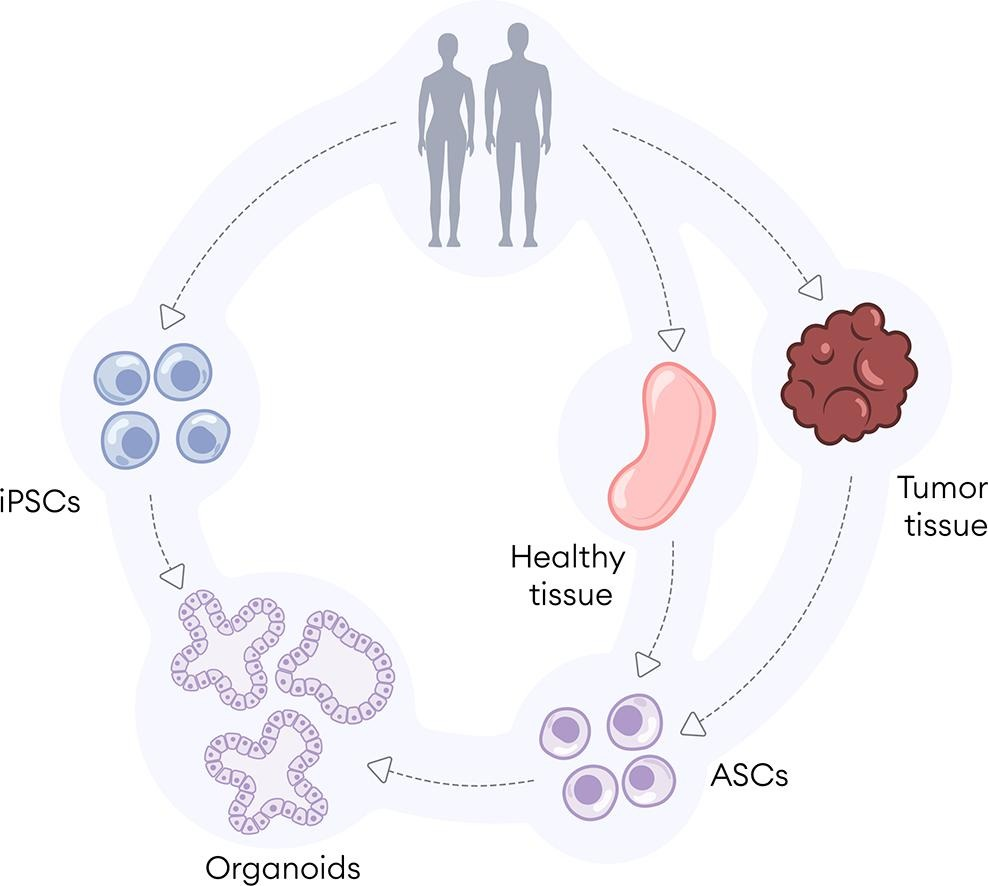 iPSCs
Tumor
tissue
Healthy
tissue
ASCs
Organoids